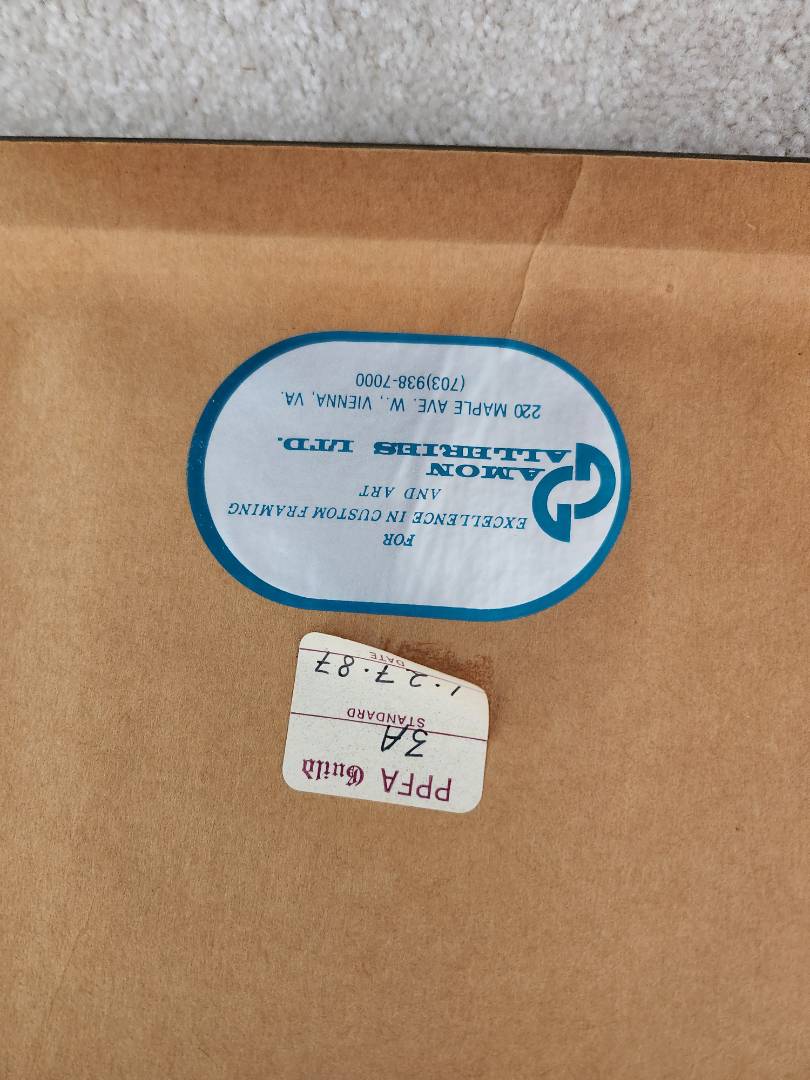 FOR
EXCELLENCE IN CUSTOM FRAMING
AND ART
AMON
GALLERIES LTD.
220 MAPLE AVE. W., VIENNA, VA.
(703)938-7000
PPFA Guild
3A
STANDARD
1.27.87
DATE